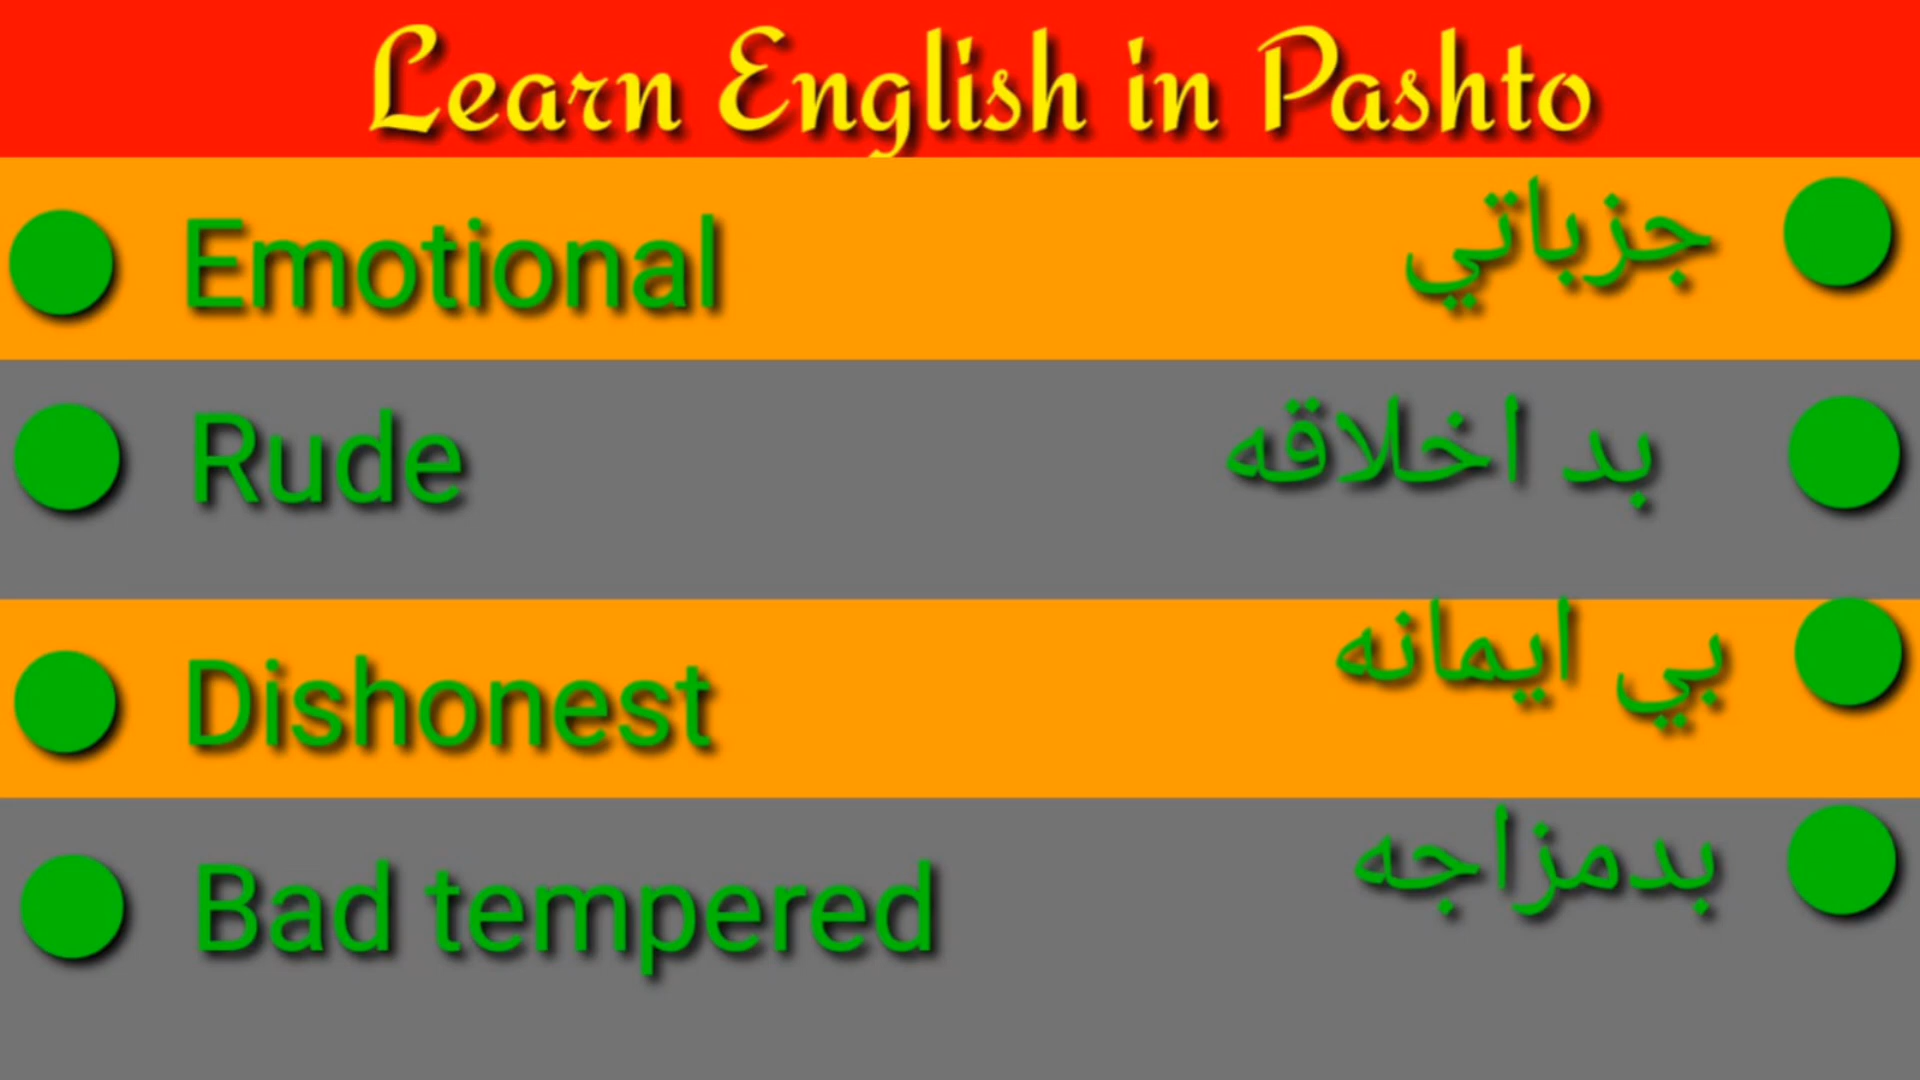 Learn English in Pashto
Emotional
جزباتي
Rude
بد اخلاقه
Dishonest
بي ايمانه
Bad tempered
بدمزاجه